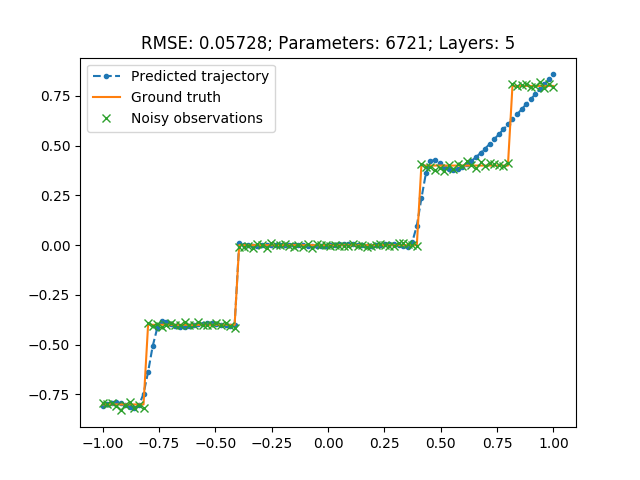 RMSE: 0.05728; Parameters: 6721; Layers: 5
Predicted trajectory
Ground truth
Noisy observations
0.75
0.50
0.25
0.00
−0.25
−0.50
−0.75
−1.00 −0.75 −0.50 −0.25 0.00 0.25 0.50 0.75 1.00